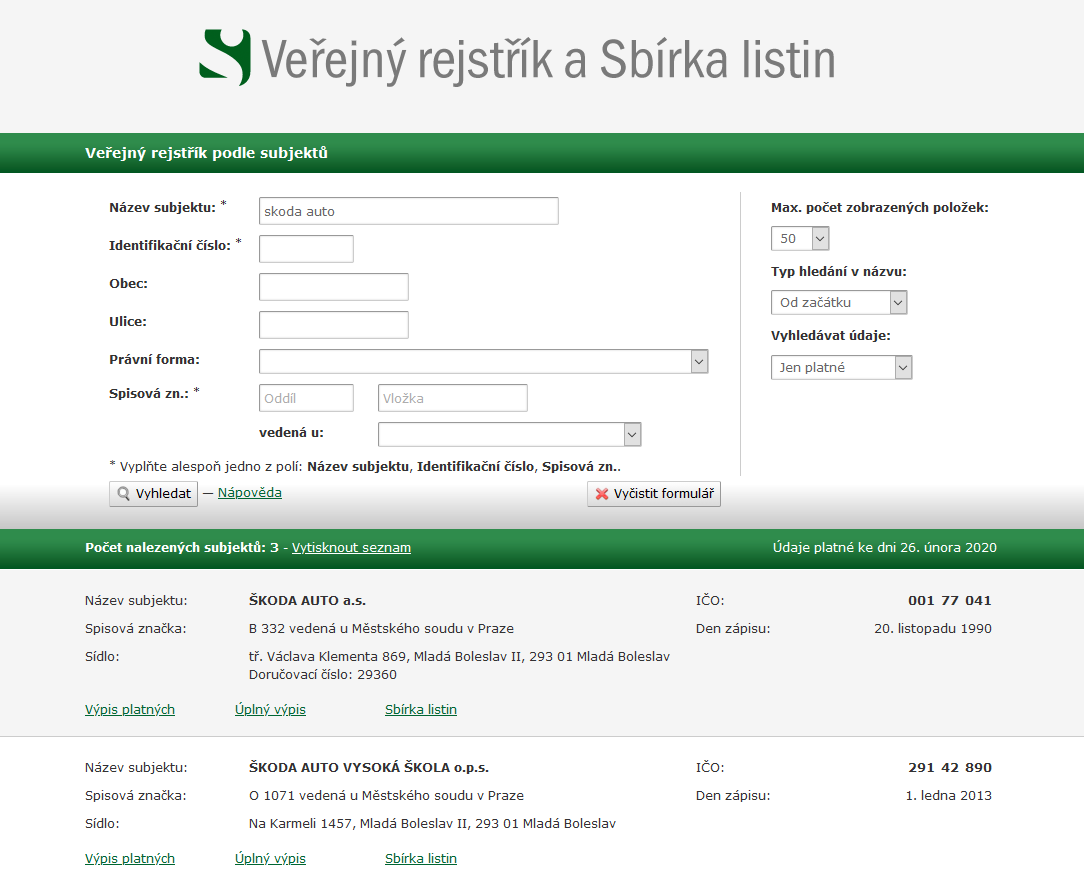 Veřejný rejstřík a Sbírka listin
Veřejný rejstřík podle subjektů
Název subjektu: * skoda auto
Identifikační číslo: *
Obec:
Ulice:
Právní forma:
Spisová zn.: * Oddíl Vložka
vedená u:
* Vyplňte alespoň jedno z polí: Název subjektu, Identifikační číslo, Spisová zn..
Vyhledat — Nápověda Vyčistit formulář
Max. počet zobrazených položek:
50
Typ hledání v názvu:
Od začátku
Vyhledávat údaje:
Jen platné
Počet nalezených subjektů: 3 - Vytisknout seznam Údaje platné ke dni 26. února 2020
Název subjektu: ŠKODA AUTO a.s. IČO: 001 77 041
Spisová značka: B 332 vedená u Městského soudu v Praze Den zápisu: 20. listopadu 1990
Sídlo: tř. Václava Klementa 869, Mladá Boleslav II, 293 01 Mladá Boleslav
Doručovací číslo: 29360
Výpis platných Úplný výpis Sbírka listin
Název subjektu: ŠKODA AUTO VYSOKÁ ŠKOLA o.p.s. IČO: 291 42 890
Spisová značka: O 1071 vedená u Městského soudu v Praze Den zápisu: 1. ledna 2013
Sídlo: Na Karmeli 1457, Mladá Boleslav II, 293 01 Mladá Boleslav
Výpis platných Úplný výpis Sbírka listin